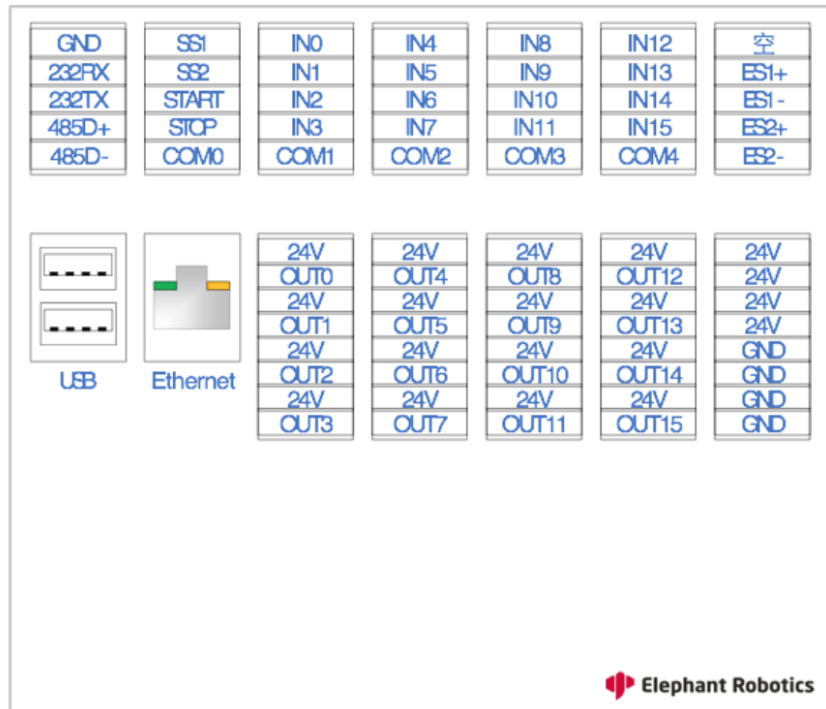 GND SS1 IN0 IN4 IN8 IN12 空
232RX SS2 IN1 IN5 IN9 IN13 ES1+
232TX START IN2 IN6 IN10 IN14 ES1-
485D+ STOP IN3 IN7 IN11 IN15 ES2+
485D- COM0 COM1 COM2 COM3 COM4 ES2-
24V 24V 24V 24V 24V
OUT0 OUT4 OUT8 OUT12 24V
24V 24V 24V 24V 24V
OUT1 OUT5 OUT9 OUT13 24V
24V 24V 24V 24V GND
USB Ethernet OUT2 OUT6 OUT10 OUT14 GND
24V 24V 24V 24V GND
OUT3 OUT7 OUT11 OUT15 GND
Elephant Robotics